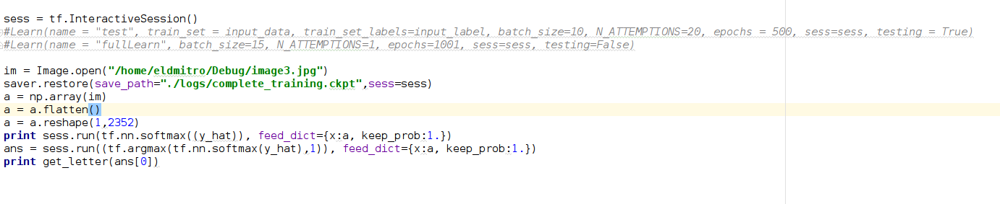 sess = tf.InteractiveSession()
#Learn(name = "test", train_set = input_data, train_set_labels=input_label, batch_size=10, N_ATTEMPTIONS=20, epochs = 500, sess=sess, testing = True)
#Learn(name = "fullLearn", batch_size=15, N_ATTEMPTIONS=1, epochs=1001, sess=sess, testing=False)
im = Image.open("/home/eldmitro/Debug/image3.jpg")
saver.restore(save_path="./logs/complete_training.ckpt",sess=sess)
a = np.array(im)
a = a.flatten()
a = a.reshape(1,2352)
print sess.run(tf.nn.softmax((y_hat)), feed_dict={x:a, keep_prob:1.})
ans = sess.run((tf.argmax(tf.nn.softmax(y_hat),1)), feed_dict={x:a, keep_prob:1.})
print get_letter(ans[0])